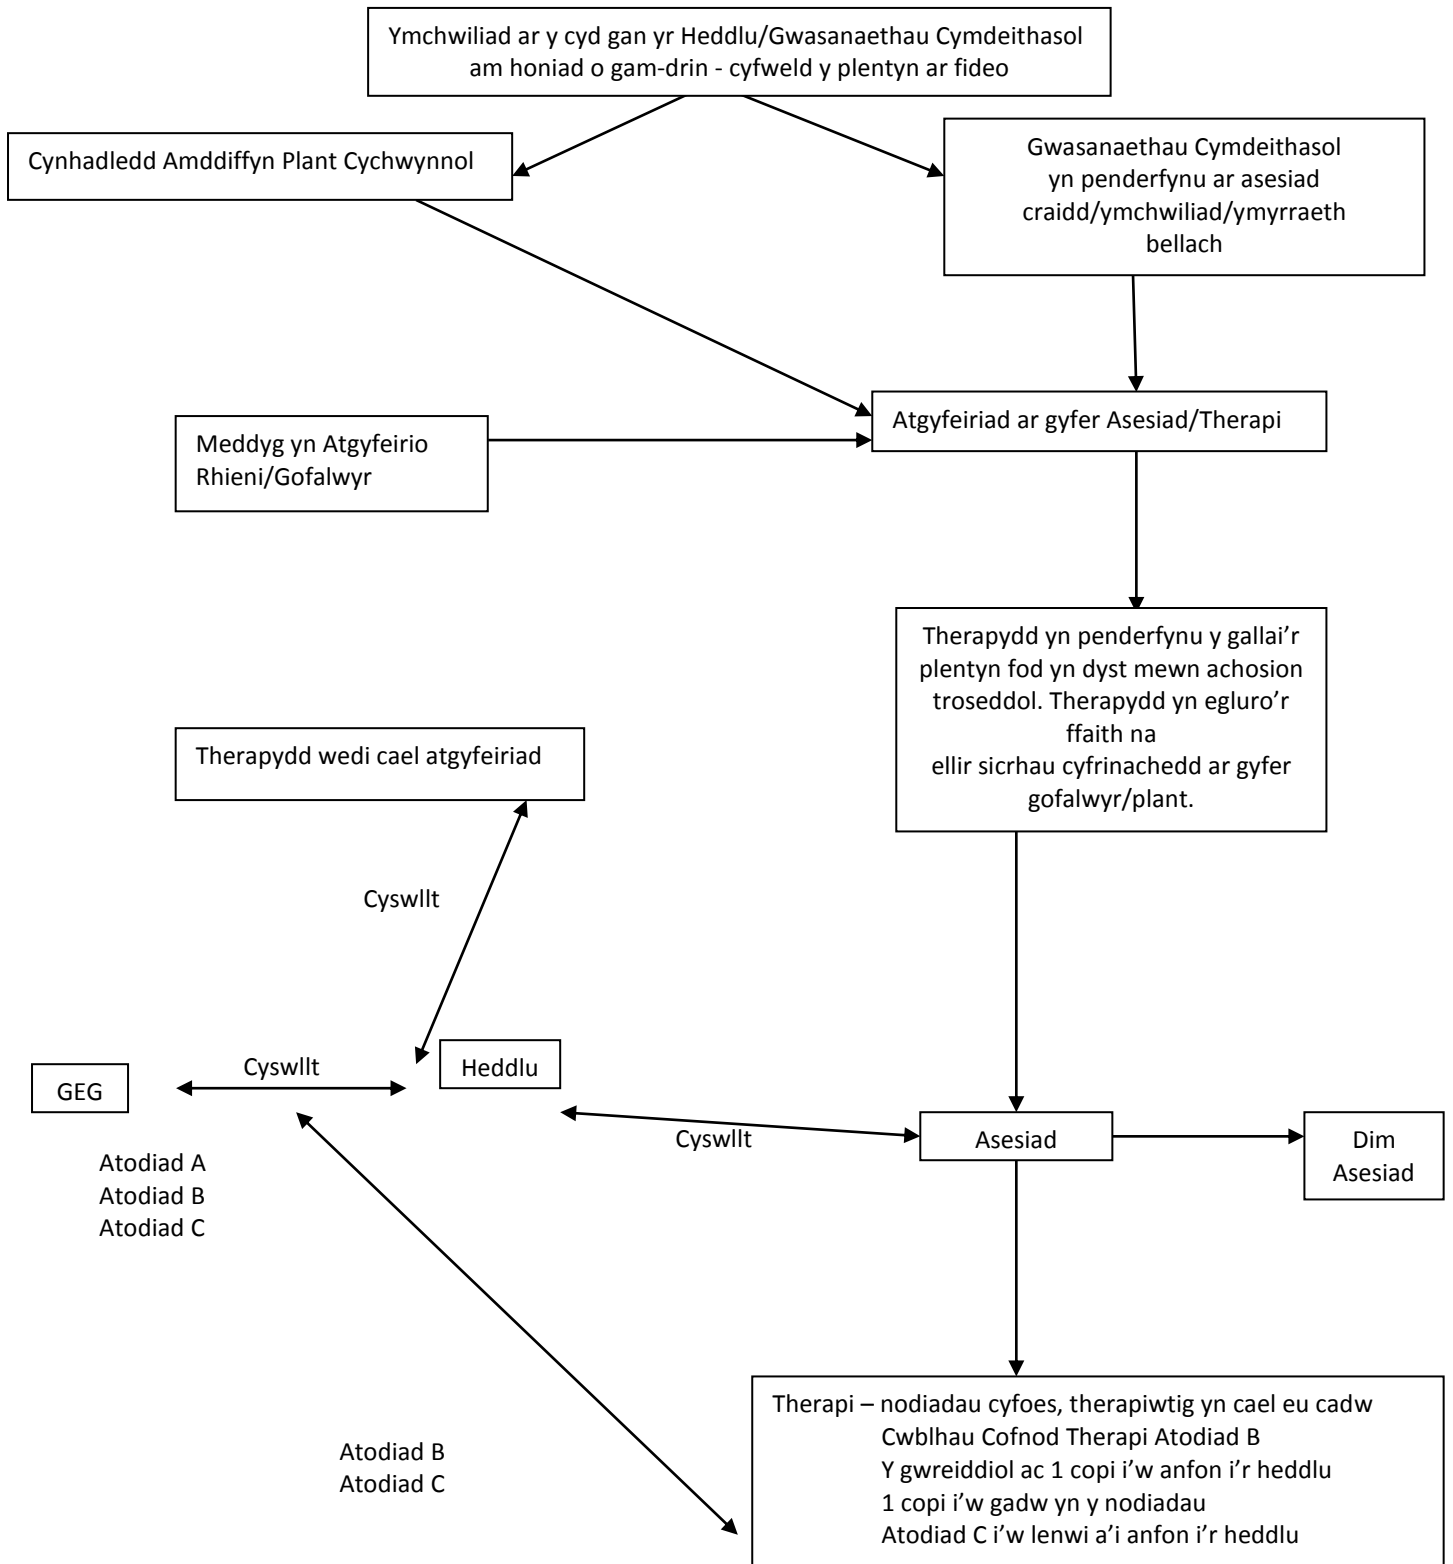 Ymchwiliad ar y cyd gan yr Heddlu/Gwasanaethau Cymdeithasol
am honiad o gam-drin - cyfweld y plentyn ar fideo
Cynhadledd Amddiffyn Plant Cychwynnol
Gwasanaethau Cymdeithasol
yn penderfynu ar asesiad
craidd/ymchwiliad/ymyrraeth
bellach
Atgyfeiriad ar gyfer Asesiad/Therapi
Meddyg yn Atgyfeirio
Rhieni/Gofalwyr
Therapydd yn penderfynu y gallai’r
plentyn fod yn dyst mewn achosion
troseddol. Therapydd yn egluro’r
ffaith na
ellir sicrhau cyfrinachedd ar gyfer
gofalwyr/plant.
Therapydd wedi cael atgyfeiriad
Cyswllt
GEG
Cyswllt
Heddlu
Cyswllt
Asesiad
Dim
Asesiad
Atodiad A
Atodiad B
Atodiad C
Atodiad B
Atodiad C
Therapi – nodiadau cyfoes, therapiwtig yn cael eu cadw
Cwblhau Cofnod Therapi Atodiad B
Y gwreiddiol ac 1 copi i’w anfon i’r heddlu
1 copi i’w gadw yn y nodiadau
Atodiad C i’w lenwi a’i anfon i’r heddlu